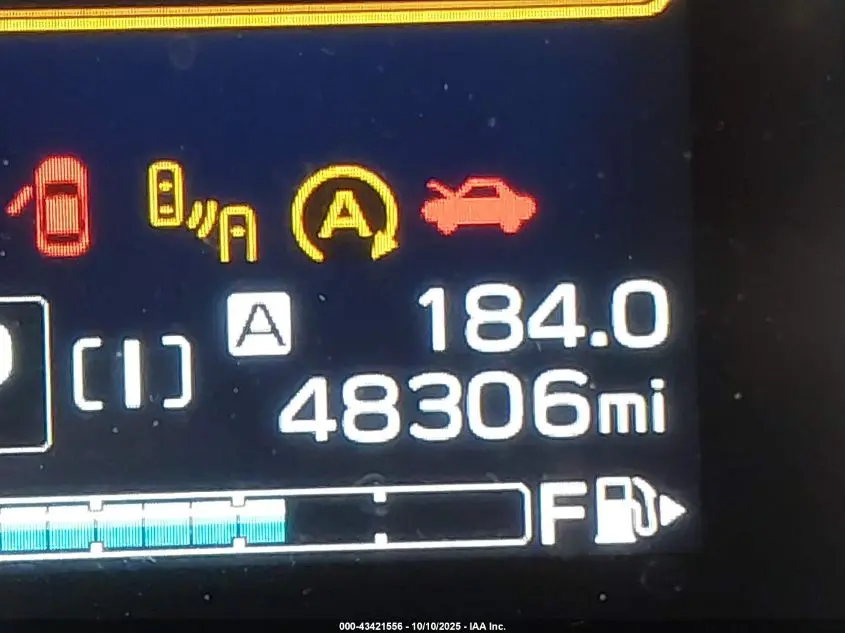 A
A 184.0
[I] 48306mi
F
000-43421556 - 10/10/2025 - IAA Inc.